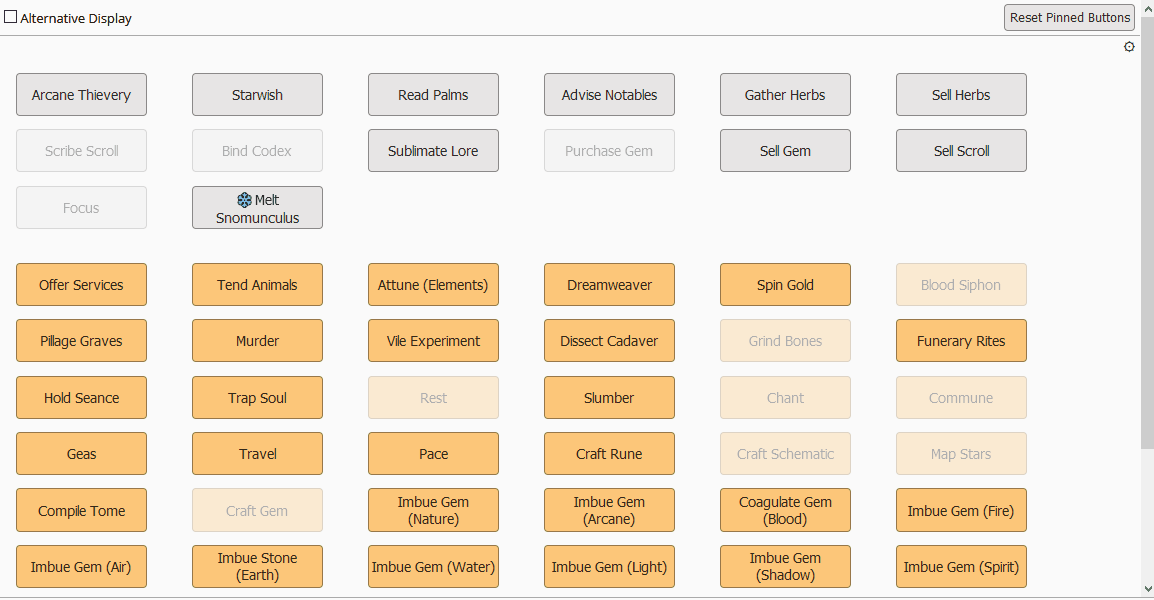 Alternative Display
Reset Pinned Buttons
Arcane Thievery
Starwish
Read Palms
Advise Notables
Gather Herbs
Sell Herbs
Scribe Scroll
Bind Codex
Sublimate Lore
Purchase Gem
Sell Gem
Sell Scroll
Focus
Melt
Snomunculus
Offer Services
Tend Animals
Attune (Elements)
Dreamweaver
Spin Gold
Blood Siphon
Pillage Graves
Murder
Vile Experiment
Dissect Cadaver
Grind Bones
Funerary Rites
Hold Seance
Trap Soul
Rest
Slumber
Chant
Commune
Geas
Travel
Pace
Craft Rune
Craft Schematic
Map Stars
Compile Tome
Craft Gem
Imbue Gem
(Nature)
Imbue Gem
(Arcane)
Coagulate Gem
(Blood)
Imbue Gem (Fire)
Imbue Gem (Air)
Imbue Stone
(Earth)
Imbue Gem (Water)
Imbue Gem (Light)
Imbue Gem
(Shadow)
Imbue Gem (Spirit)